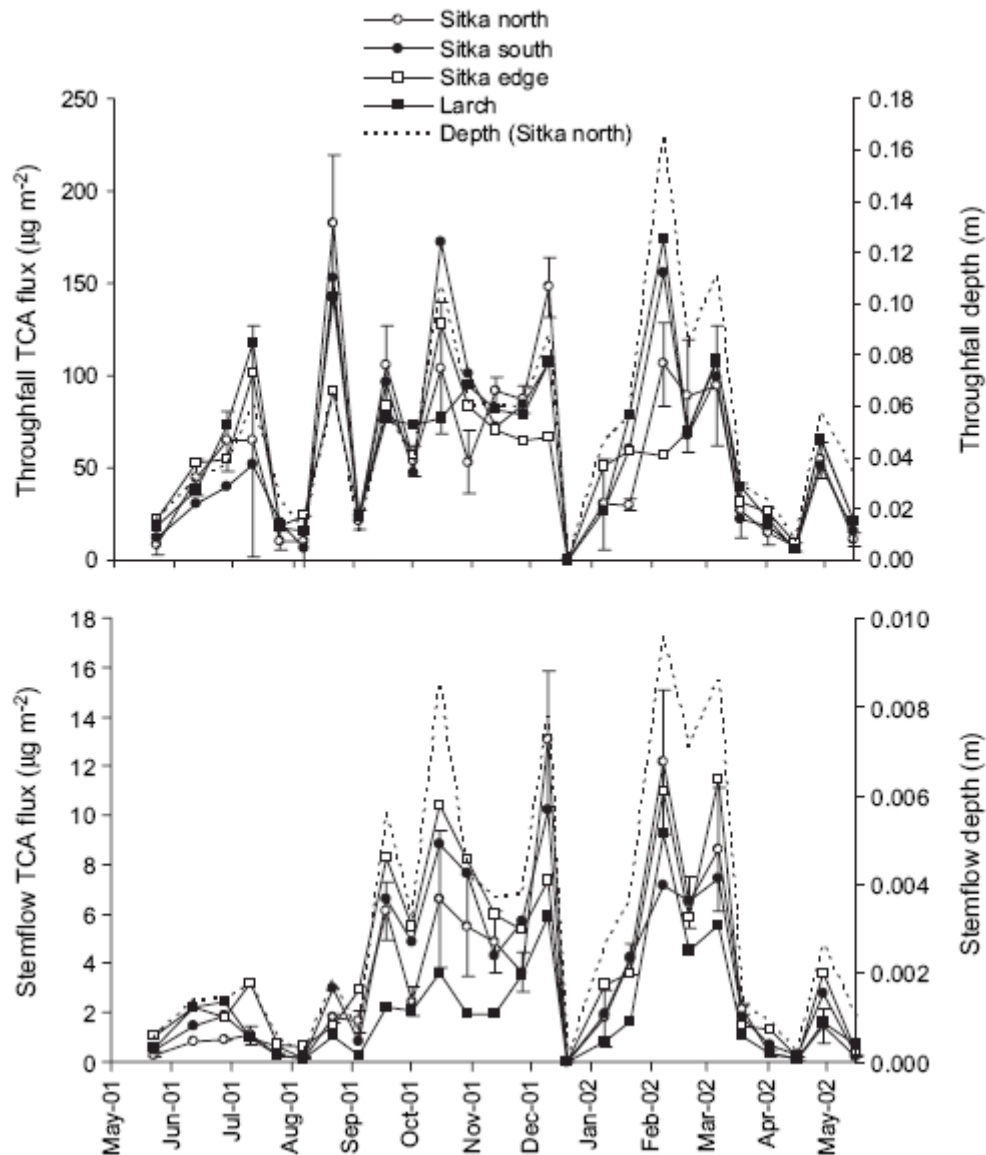 Sitka north
Sitka south
Sitka edge
Larch
Depth (Sitka north)
Throughfall TCA flux (µg m⁻²)
250
200
150
100
50
0
0.18
0.16
0.14
0.12
0.10
0.08
0.06
0.04
0.02
0.00
Throughfall depth (m)
Stemflow TCA flux (µg m⁻²)
18
16
14
12
10
8
6
4
2
0
0.010
0.008
0.006
0.004
0.002
0.000
Stemflow depth (m)
May-01
Jun-01
Jul-01
Aug-01
Sep-01
Oct-01
Nov-01
Dec-01
Jan-02
Feb-02
Mar-02
Apr-02
May-02